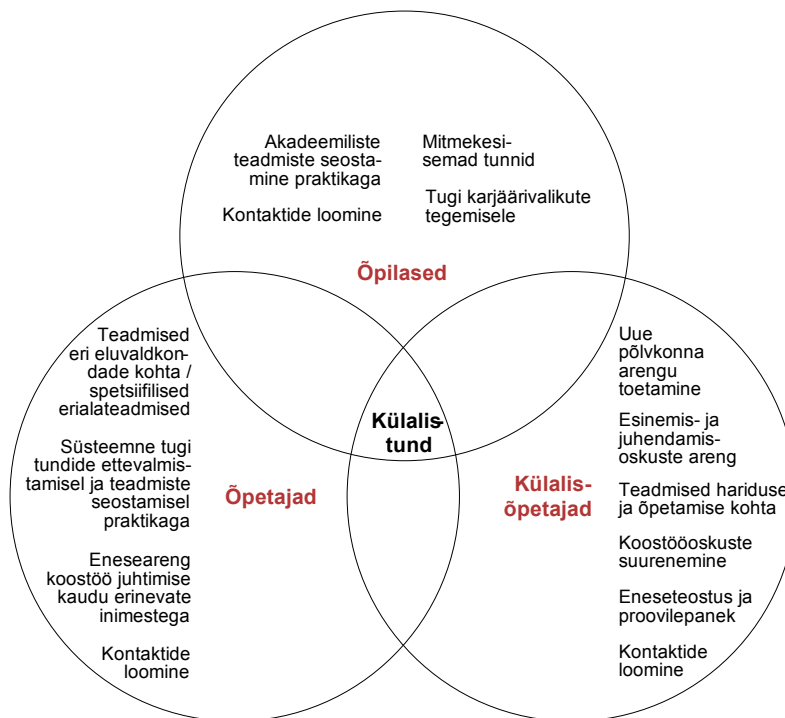 Akadeemiliste
teadmiste seosta-
mine praktikaga
Kontaktide loomine
Mitmekesi-
semad tunnid
Tugi karjäärivalikute
tegemisele
Õpilased
Teadmised
eri eluvaldkon-
dade kohta /
spetsiifilised
erialateadmised
Süsteemne tugi
tundide ettevalmis-
tamisel ja teadmiste
seostamisel
praktikaga
Eneseareng
koostöö juhtimise
kaudu erinevate
inimestega
Kontaktide
loomine
Õpetajad
Külalis-
tund
Külalis-
õpetajad
Uue
põlvkonna
arengu
toetamine
Esinemis- ja
juhendamis-
oskuste areng
Teadmised hariduse
ja õpetamise kohta
Koostööoskuste
suurenemine
Eneseteostus ja
proovilepanek
Kontaktide
loomine